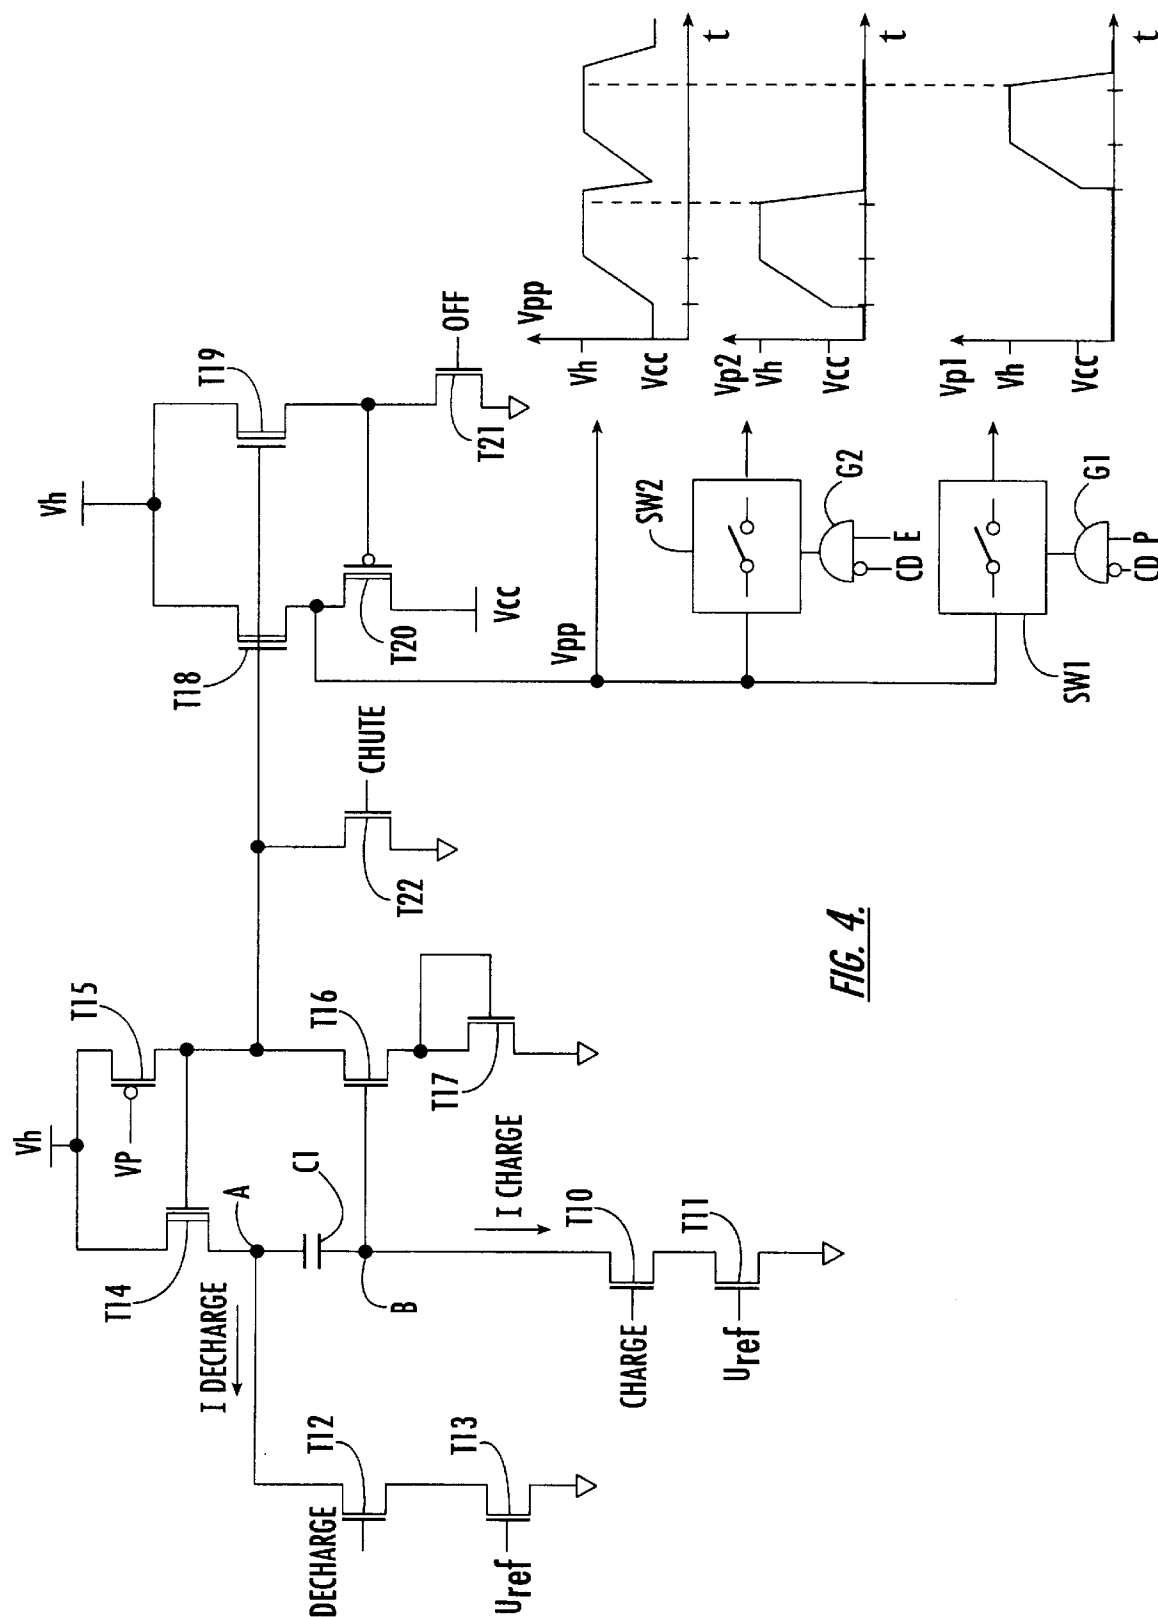 Vh
VP
T15
T14
A
C1
I DECHARGE
B
T16
T17
I CHARGE
T10
CHARGE
T11
Uref
T12
DECHARGE
T13
Uref
T22
CHUTE
Vh
T18
T19
T20
VCC
T21
OFF
Vpp
SW2
G2
CD E
SW1
G1
CD P
Vpp
Vh
VCC
t
Vp2
Vh
VCC
t
Vp1
Vh
VCC
t
FIG. 4.